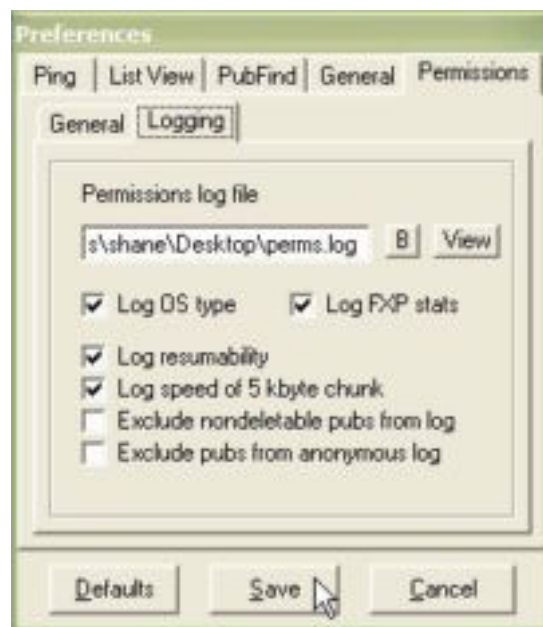 Preferences
Ping List View PubFind General Permissions
General Logging
Permissions log file
s\shane\Desktop\perms.log B View
Log OS type Log FXP stats
Log resumability
Log speed of 5 kbyte chunk
Exclude nondeletable pubs from log
Exclude pubs from anonymous log
Defaults Save Cancel